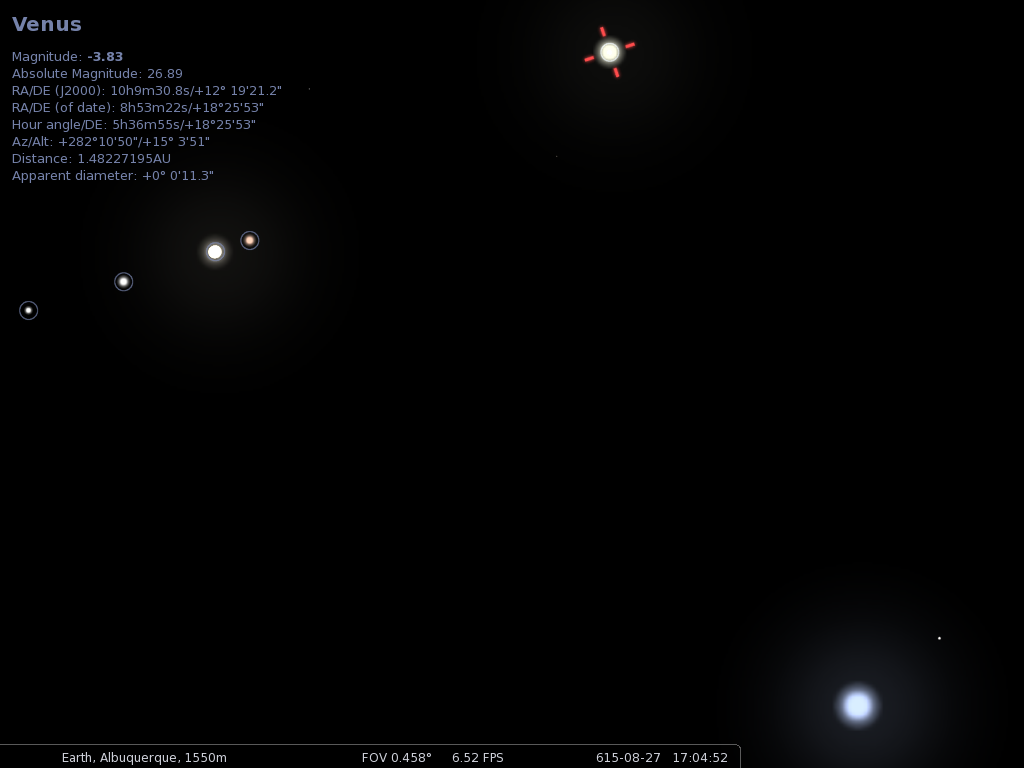 Venus
Magnitude: -3.83
Absolute Magnitude: 26.89
RA/DE (J2000): 10h9m30.8s/+12° 19'21.2"
RA/DE (of date): 8h53m22s/+18°25'53"
Hour angle/DE: 5h36m55s/+18°25'53"
Az/Alt: +282°10'50"/+15° 3'51"
Distance: 1.48227195AU
Apparent diameter: +0° 0'11.3"
Earth, Albuquerque, 1550m FOV 0.458° 6.52 FPS 615-08-27 17:04:52